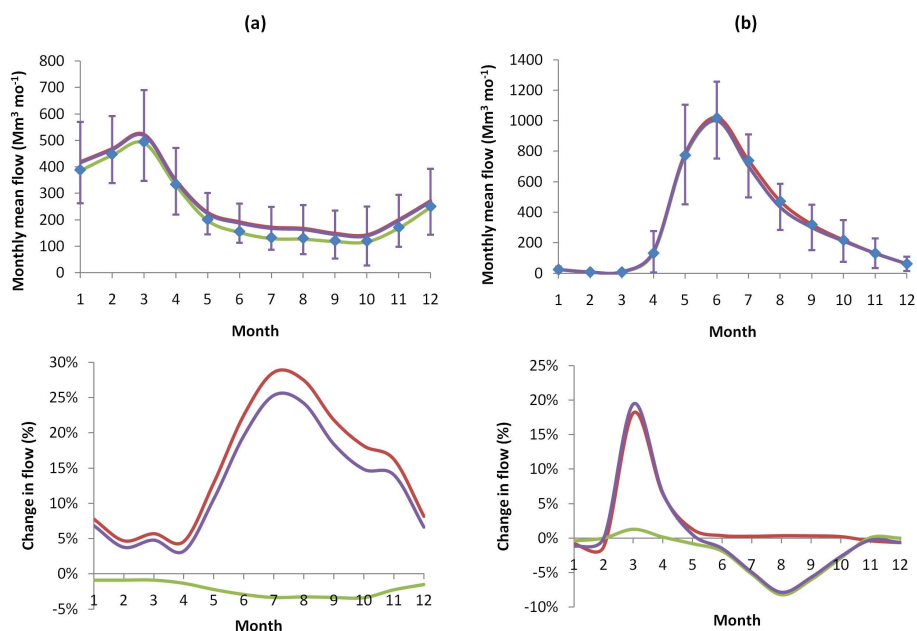 (a)
Monthly mean flow (Mm³ mo⁻¹)
800
700
600
500
400
300
200
100
0
1 2 3 4 5 6 7 8 9 10 11 12
Month
(b)
Monthly mean flow (Mm³ mo⁻¹)
1400
1200
1000
800
600
400
200
0
1 2 3 4 5 6 7 8 9 10 11 12
Month
Change in flow (%)
30%
25%
20%
15%
10%
5%
0%
-5%
1 2 3 4 5 6 7 8 9 10 11 12
Month
Change in flow (%)
25%
20%
15%
10%
5%
0%
-5%
-10%
1 2 3 4 5 6 7 8 9 10 11 12
Month